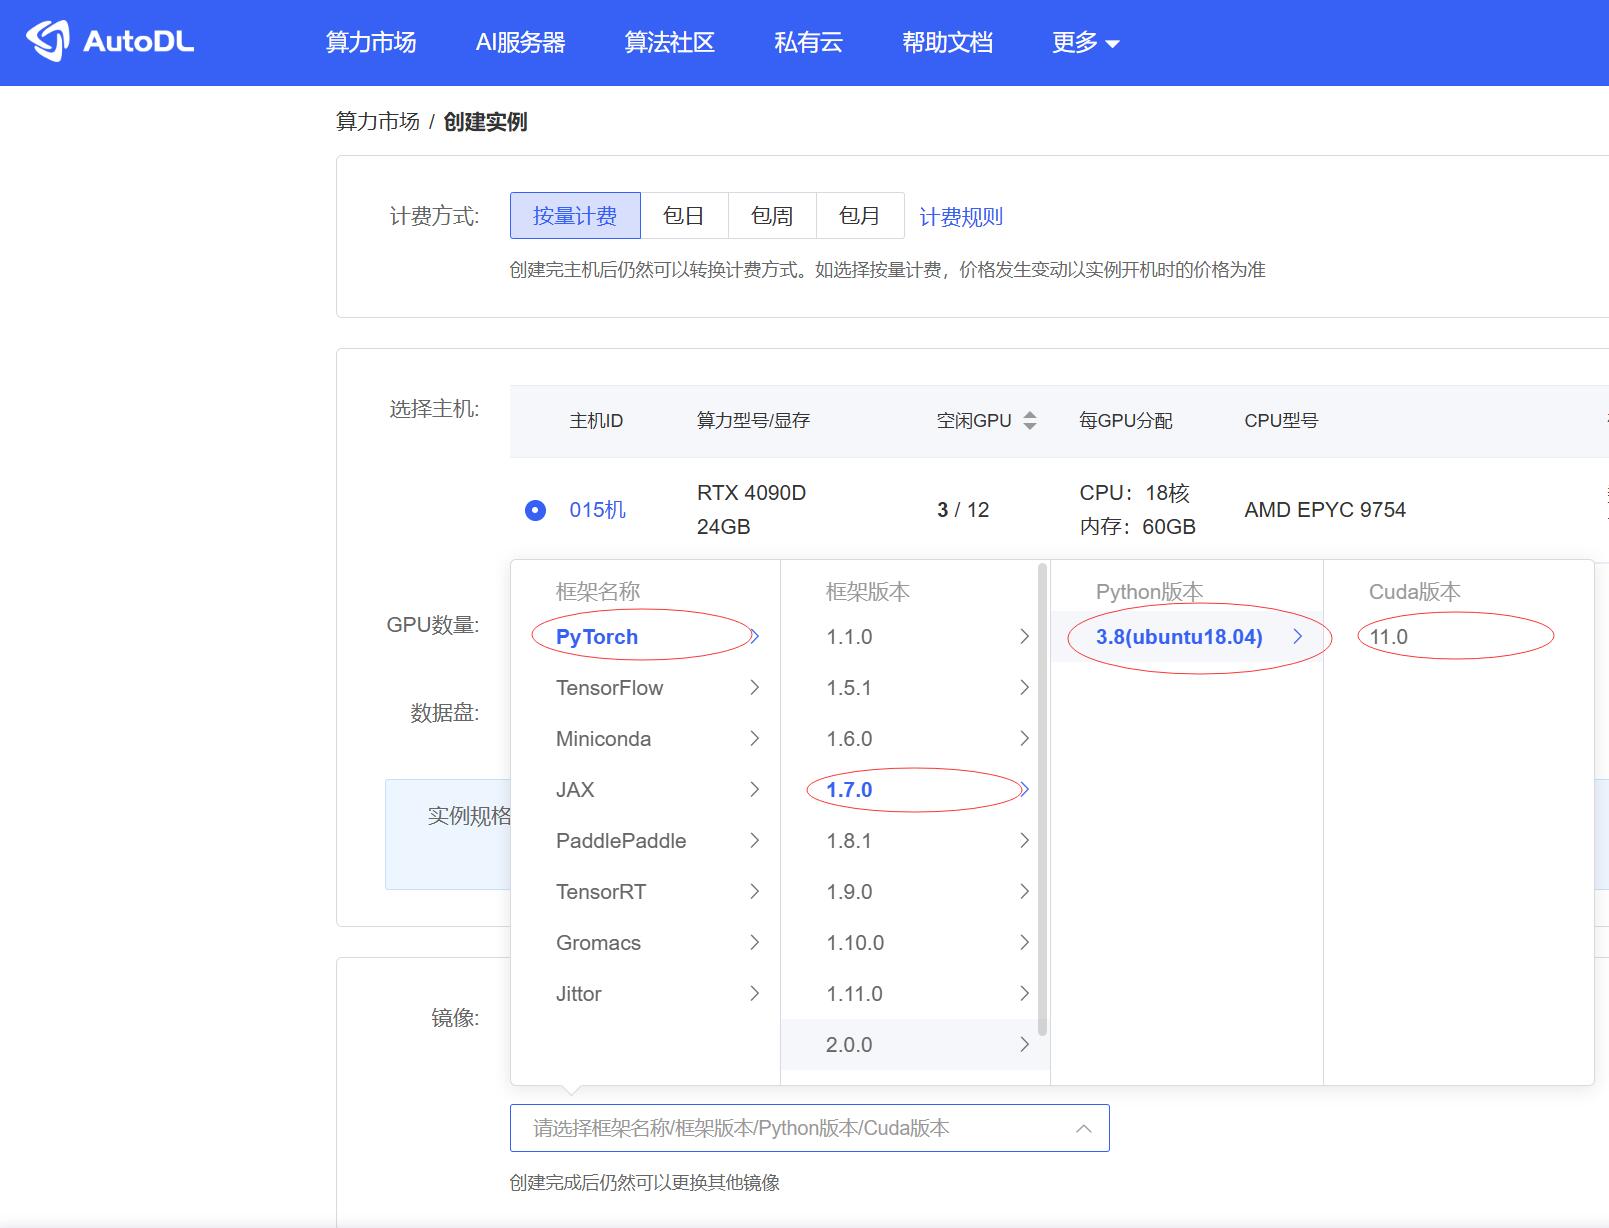 AutoDL 算力市场 AI服务器 算法社区 私有云 帮助文档 更多
算力市场 / 创建实例
计费方式: 按量计费 包日 包周 包月 计费规则
创建完主机后仍然可以转换计费方式。如选择按量计费，价格发生变动以实例开机时的价格为准
选择主机: 主机ID 算力型号/显存 空闲GPU 每GPU分配 CPU型号
015机 RTX 4090D 24GB 3 / 12 CPU：18核 内存：60GB AMD EPYC 9754
框架名称 框架版本 Python版本 Cuda版本
GPU数量: PyTorch 1.1.0 3.8(ubuntu18.04) 11.0
TensorFlow 1.5.1
数据盘: Miniconda 1.6.0
JAX 1.7.0
实例规格 PaddlePaddle 1.8.1
TensorRT 1.9.0
Gromacs 1.10.0
镜像: Jittor 1.11.0
2.0.0
请选择框架名称/框架版本/Python版本/Cuda版本
创建完成后仍然可以更换其他镜像